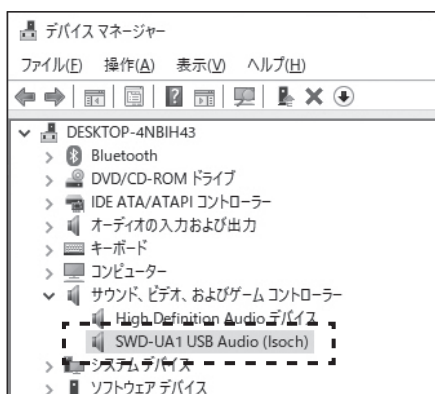 デバイス マネージャー
ファイル(F) 操作(A) 表示(V) ヘルプ(H)
DESKTOP-4NBIH43
Bluetooth
DVD/CD-ROM ドライブ
IDE ATA/ATAPI コントローラー
オーディオの入力および出力
キーボード
コンピューター
サウンド、ビデオ、およびゲーム コントローラー
High Definition Audio デバイス
SWD-UA1 USB Audio (Isoch)
システム デバイス
ソフトウェア デバイス